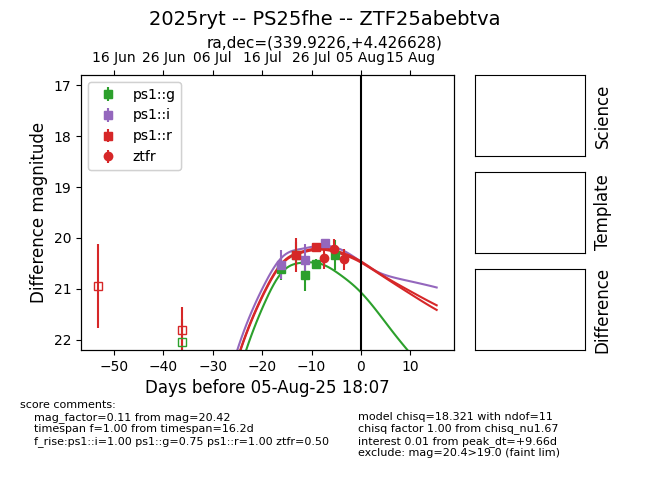 2025ryt -- PS25fhe -- ZTF25abebtva
ra,dec=(339.9226,+4.426628)
16 Jun 26 Jun 06 Jul 16 Jul 26 Jul 05 Aug 15 Aug
17
18
19
20
21
22
Difference magnitude
ps1::g
ps1::i
ps1::r
ztfr
−50 −40 −30 −20 −10 0 10
Days before 05-Aug-25 18:07
Science
Template
Difference
score comments:
mag_factor=0.11 from mag=20.42
timespan f=1.00 from timespan=16.2d
f_rise:ps1::i=1.00 ps1::g=0.75 ps1::r=1.00 ztfr=0.50
model chisq=18.321 with ndof=11
chisq factor 1.00 from chisq_nu1.67
interest 0.01 from peak_dt=+9.66d
exclude: mag=20.4>19.0 (faint lim)